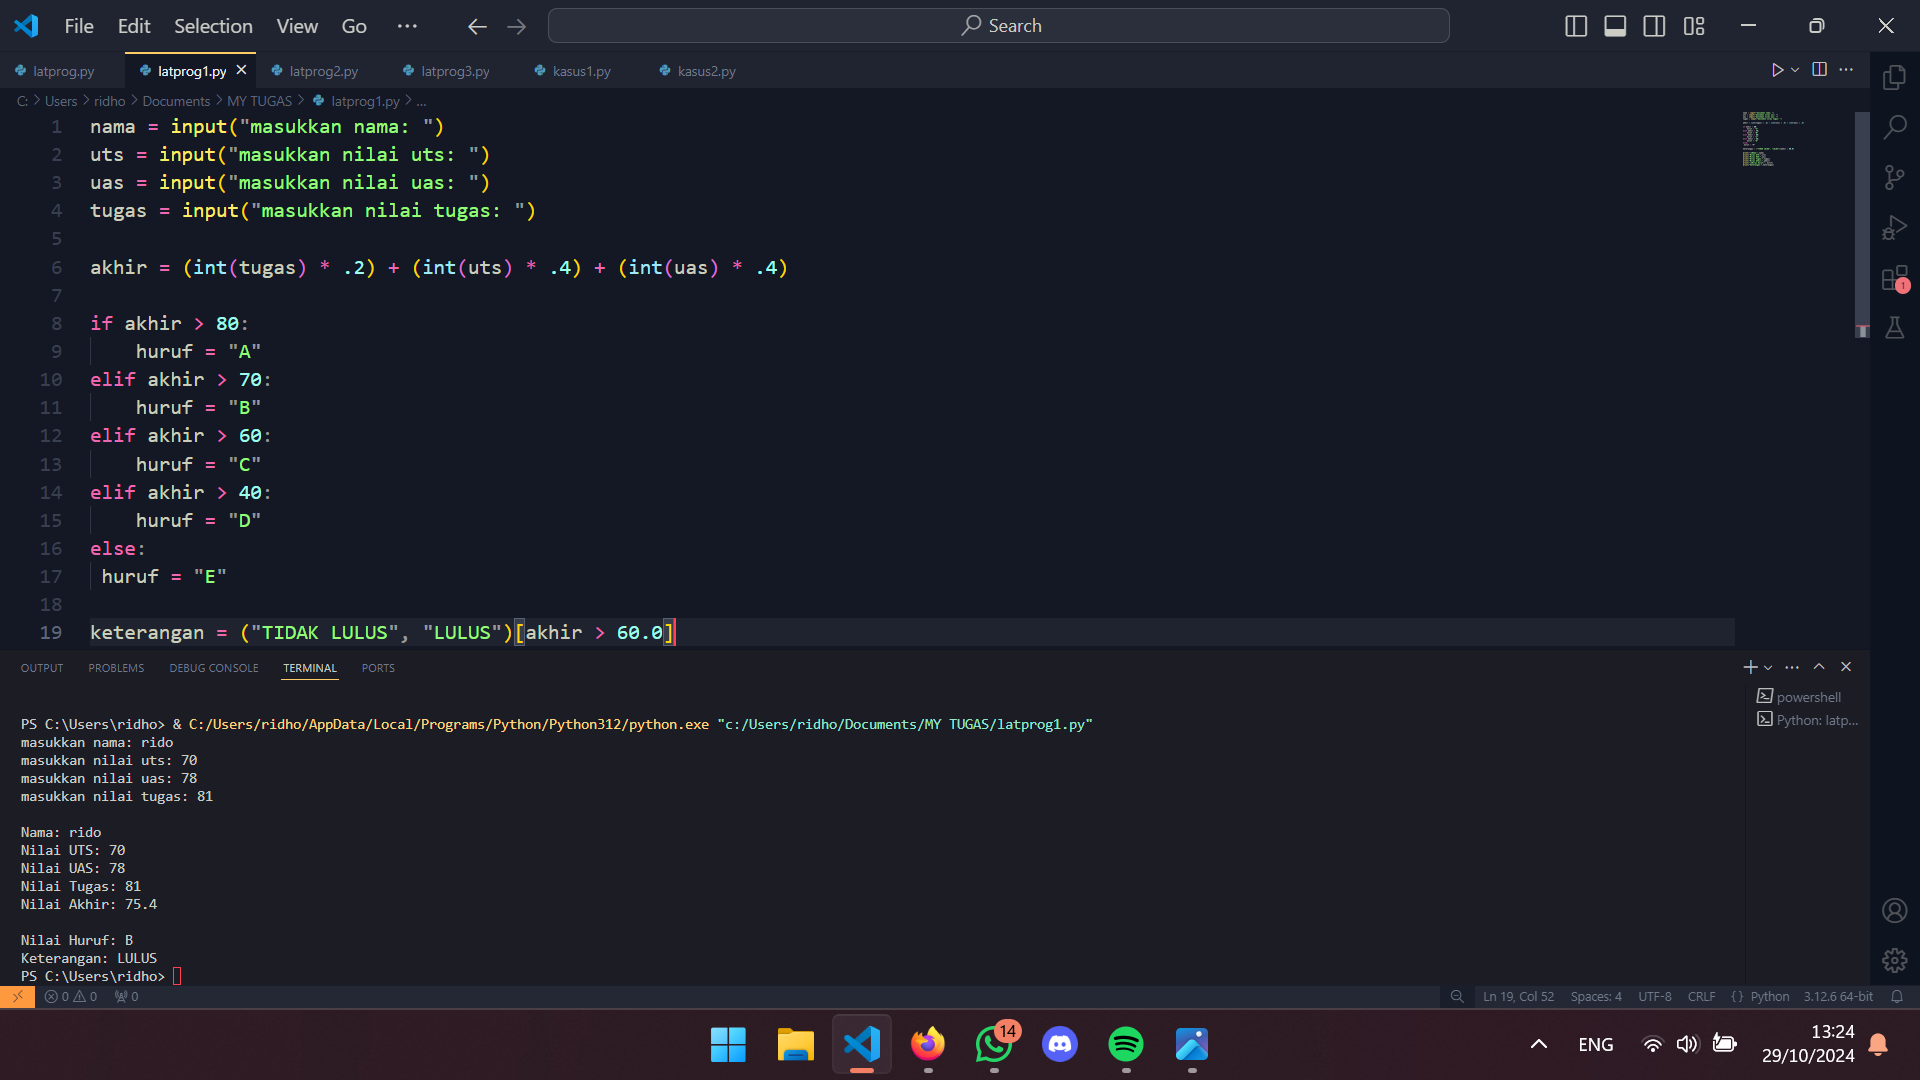 File Edit Selection View Go ··· Search
latprog.py latprog1.py latprog2.py latprog3.py kasus1.py kasus2.py
C: > Users > ridho > Documents > MY TUGAS > latprog1.py > ...
1 nama = input("masukkan nama: ")
2 uts = input("masukkan nilai uts: ")
3 uas = input("masukkan nilai uas: ")
4 tugas = input("masukkan nilai tugas: ")
5
6 akhir = (int(tugas) * .2) + (int(uts) * .4) + (int(uas) * .4)
7
8 if akhir > 80:
9     huruf = "A"
10 elif akhir > 70:
11     huruf = "B"
12 elif akhir > 60:
13     huruf = "C"
14 elif akhir > 40:
15     huruf = "D"
16 else:
17  huruf = "E"
18
19 keterangan = ("TIDAK LULUS", "LULUS")[akhir > 60.0]
OUTPUT PROBLEMS DEBUG CONSOLE TERMINAL PORTS
powershell
Python: latp...
PS C:\Users\ridho> & C:/Users/ridho/AppData/Local/Programs/Python/Python312/python.exe "c:/Users/ridho/Documents/MY TUGAS/latprog1.py"
masukkan nama: rido
masukkan nilai uts: 70
masukkan nilai uas: 78
masukkan nilai tugas: 81
Nama: rido
Nilai UTS: 70
Nilai UAS: 78
Nilai Tugas: 81
Nilai Akhir: 75.4
Nilai Huruf: B
Keterangan: LULUS
PS C:\Users\ridho>
0 0 0 Ln 19, Col 52 Spaces: 4 UTF-8 CRLF {} Python 3.12.6 64-bit
1
14
ENG
13:24
29/10/2024